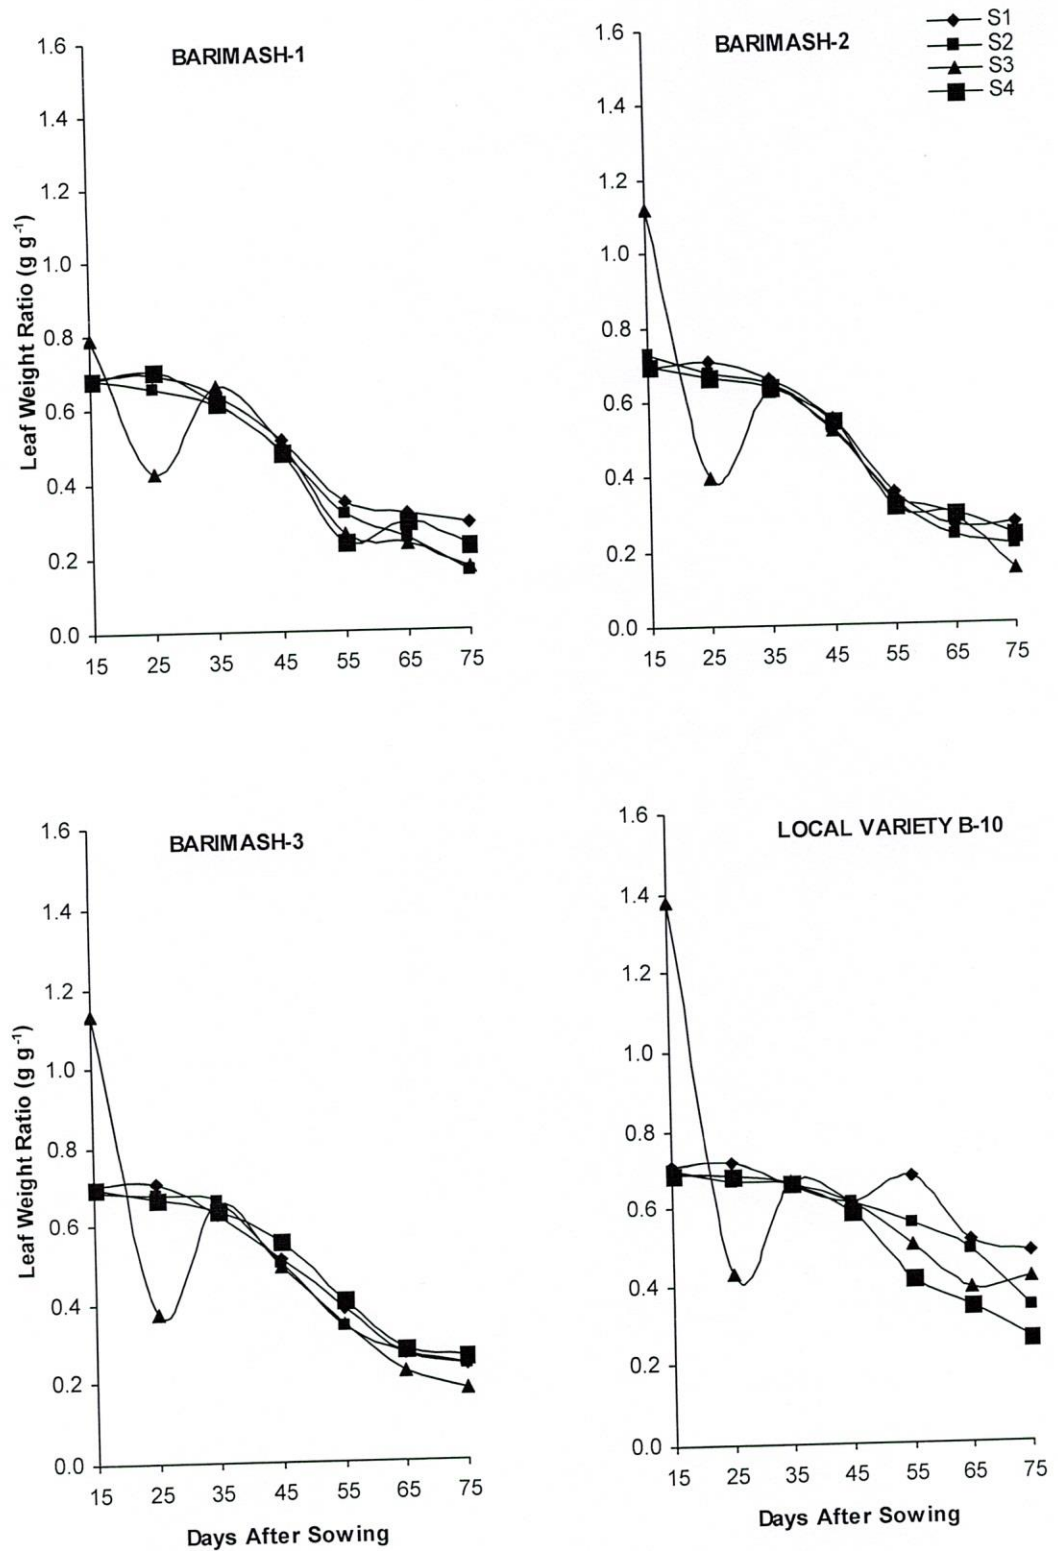 BARIMASH-1
1.6
1.4
1.2
1.0
0.8
0.6
0.4
0.2
0.0
Leaf Weight Ratio (g g-1)
15 25 35 45 55 65 75
BARIMASH-2
S1
S2
S3
S4
1.6
1.4
1.2
1.0
0.8
0.6
0.4
0.2
0.0
15 25 35 45 55 65 75
BARIMASH-3
1.6
1.4
1.2
1.0
0.8
0.6
0.4
0.2
0.0
Leaf Weight Ratio (g g-1)
15 25 35 45 55 65 75
Days After Sowing
LOCAL VARIETY B-10
1.6
1.4
1.2
1.0
0.8
0.6
0.4
0.2
0.0
15 25 35 45 55 65 75
Days After Sowing